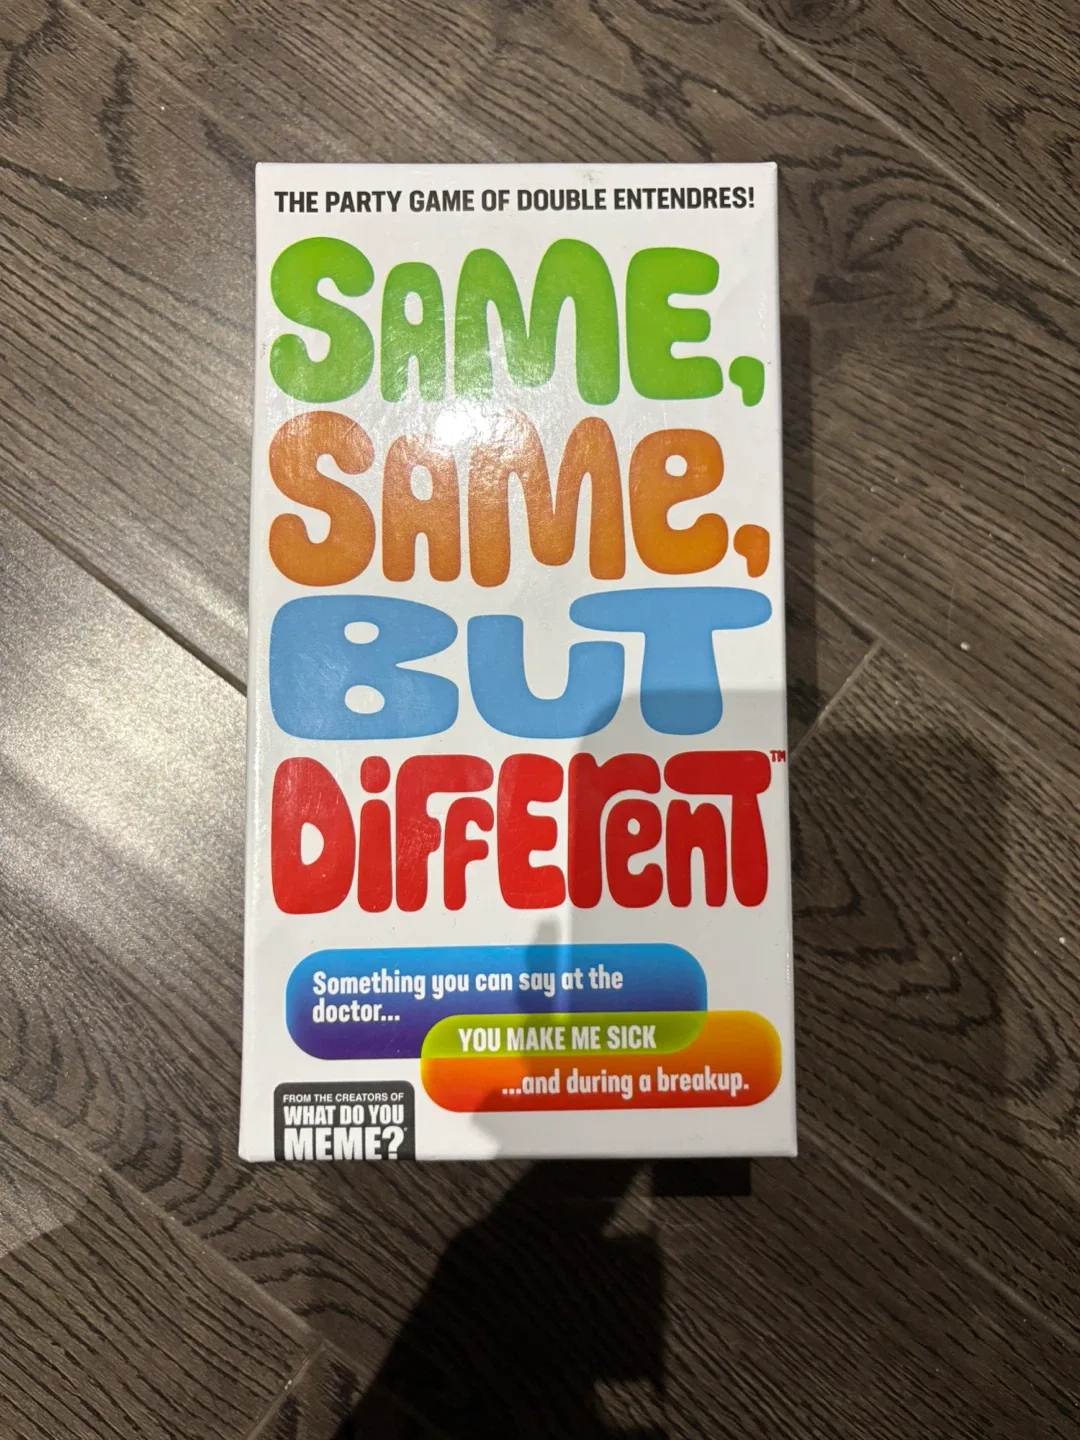 THE PARTY GAME OF DOUBLE ENTENDRES!
SAME,
SAMe,
BUT
DiFFErenT™
Something you can say at the
doctor...
YOU MAKE ME SICK
...and during a breakup.
FROM THE CREATORS OF
WHAT DO YOU
MEME?